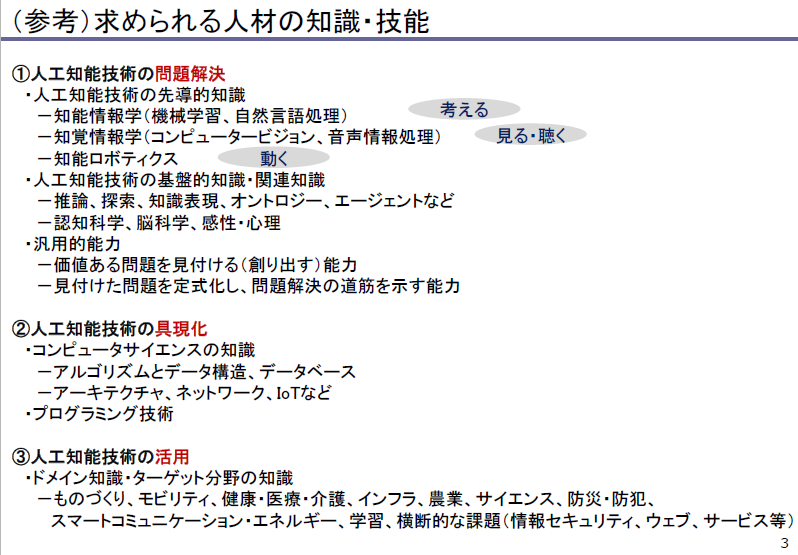 （参考）求められる人材の知識・技能
①人工知能技術の問題解決
・人工知能技術の先導的知識
－知能情報学（機械学習、自然言語処理） 考える
－知覚情報学（コンピュータービジョン、音声情報処理） 見る・聴く
－知能ロボティクス 動く
・人工知能技術の基盤的知識・関連知識
－推論、探索、知識表現、オントロジー、エージェントなど
－認知科学、脳科学、感性・心理
・汎用的能力
－価値ある問題を見付ける（創り出す）能力
－見付けた問題を定式化し、問題解決の道筋を示す能力
②人工知能技術の具現化
・コンピュータサイエンスの知識
－アルゴリズムとデータ構造、データベース
－アーキテクチャ、ネットワーク、IoTなど
・プログラミング技術
③人工知能技術の活用
・ドメイン知識・ターゲット分野の知識
－ものづくり、モビリティ、健康・医療・介護、インフラ、農業、サイエンス、防災・防犯、
スマートコミュニケーション・エネルギー、学習、横断的な課題（情報セキュリティ、ウェブ、サービス等）
3